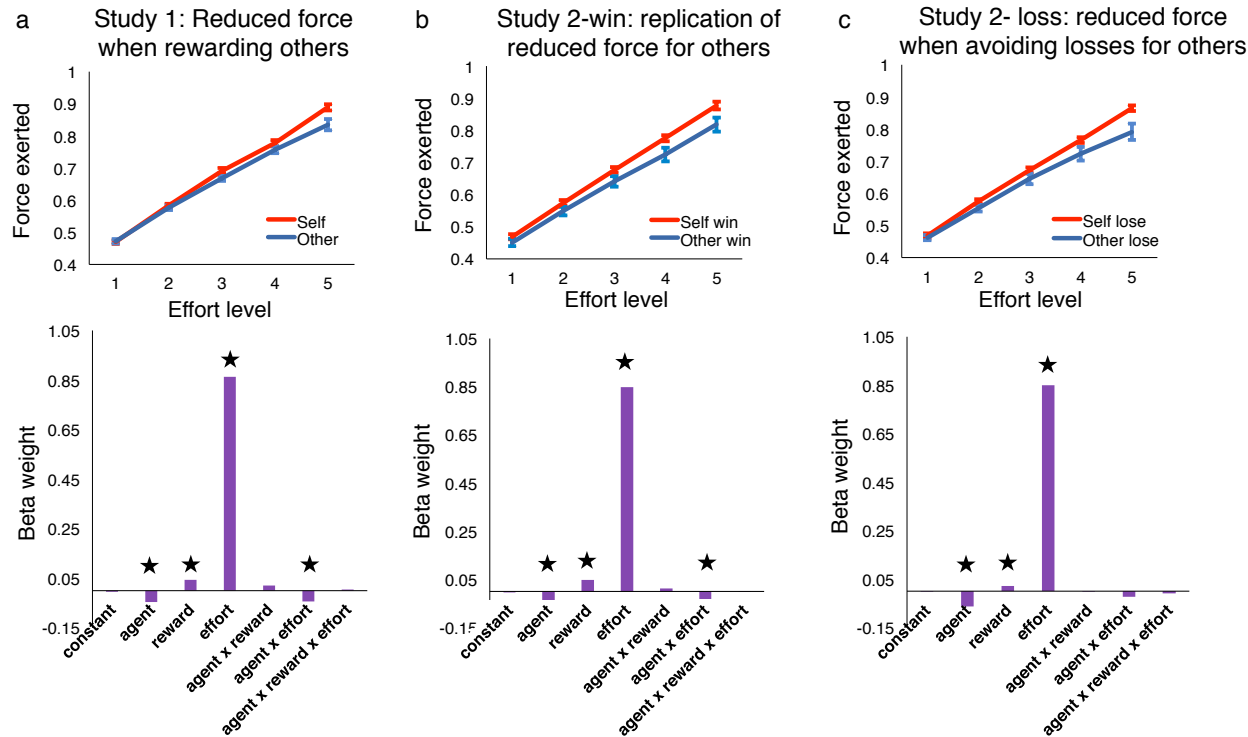 a
Study 1: Reduced force
when rewarding others
1
0.9
0.8
0.7
0.6
0.5
0.4
Force exerted
Self
Other
1 2 3 4 5
Effort level
1.05
0.85
0.65
0.45
0.25
0.05
-0.15
Beta weight
constant
agent
reward
effort
agent x reward
agent x effort
agent x reward x effort
b
Study 2-win: replication of
reduced force for others
1
0.9
0.8
0.7
0.6
0.5
0.4
Force exerted
Self win
Other win
1 2 3 4 5
Effort level
1.05
0.85
0.65
0.45
0.25
0.05
-0.15
Beta weight
constant
agent
reward
effort
agent x reward
agent x effort
agent x reward x effort
c
Study 2- loss: reduced force
when avoiding losses for others
1
0.9
0.8
0.7
0.6
0.5
0.4
Force exerted
Self lose
Other lose
1 2 3 4 5
Effort level
1.05
0.85
0.65
0.45
0.25
0.05
-0.15
Beta weight
constant
agent
reward
effort
agent x reward
agent x effort
agent x reward x effort